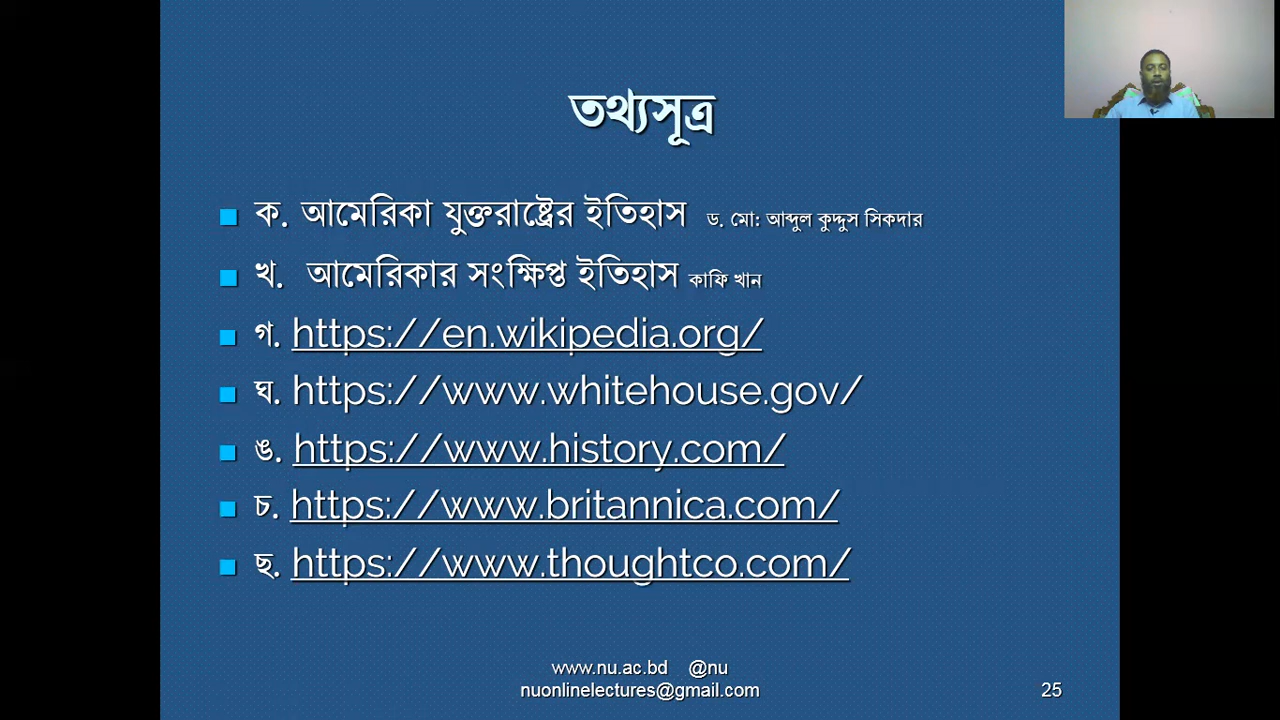 তথ্যসূত্র
ক. আমেরিকা যুক্তরাষ্ট্রের ইতিহাস ড. মো: আব্দুল কুদ্দুস সিকদার
খ. আমেরিকার সংক্ষিপ্ত ইতিহাস কাফি খান
গ. https://en.wikipedia.org/
ঘ. https://www.whitehouse.gov/
ঙ. https://www.history.com/
চ. https://www.britannica.com/
ছ. https://www.thoughtco.com/
www.nu.ac.bd @nu
nuonlinelectures@gmail.com
25